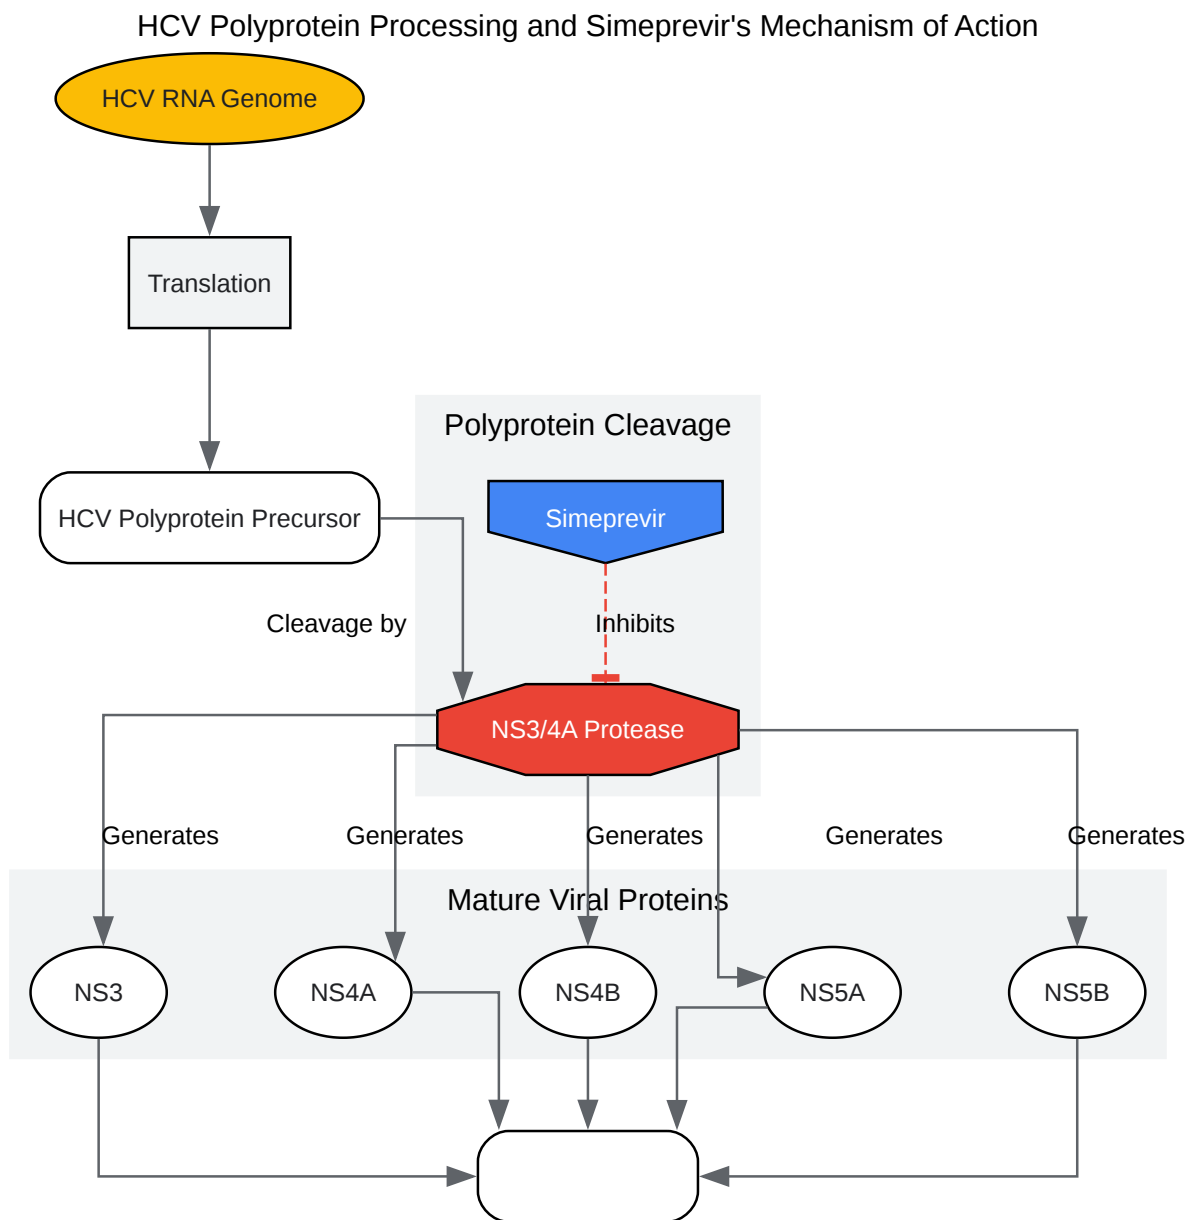 HCV Polyprotein Processing and Simeprevir's Mechanism of Action
HCV RNA Genome
Translation
Polyprotein Cleavage
HCV Polyprotein Precursor
Simeprevir
Cleavage by
Inhibits
NS3/4A Protease
Generates
Generates
Generates
Generates
Generates
Mature Viral Proteins
NS3
NS4A
NS4B
NS5A
NS5B